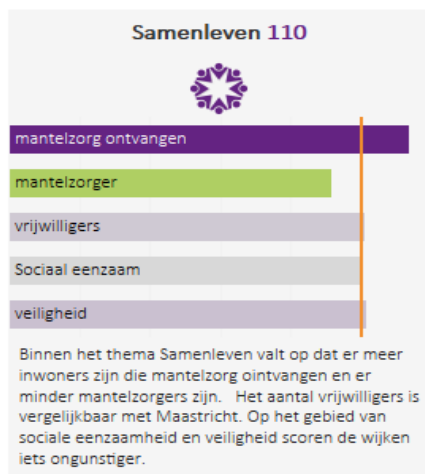 Samenleven 110
mantelzorg ontvangen
mantelzorger
vrijwilligers
Sociaal eenzaam
veiligheid
Binnen het thema Samenleven valt op dat er meer
inwoners zijn die mantelzorg ointvangen en er
minder mantelzorgers zijn.   Het aantal vrijwilligers is
vergelijkbaar met Maastricht. Op het gebied van
sociale eenzaamheid en veiligheid scoren de wijken
iets ongunstiger.